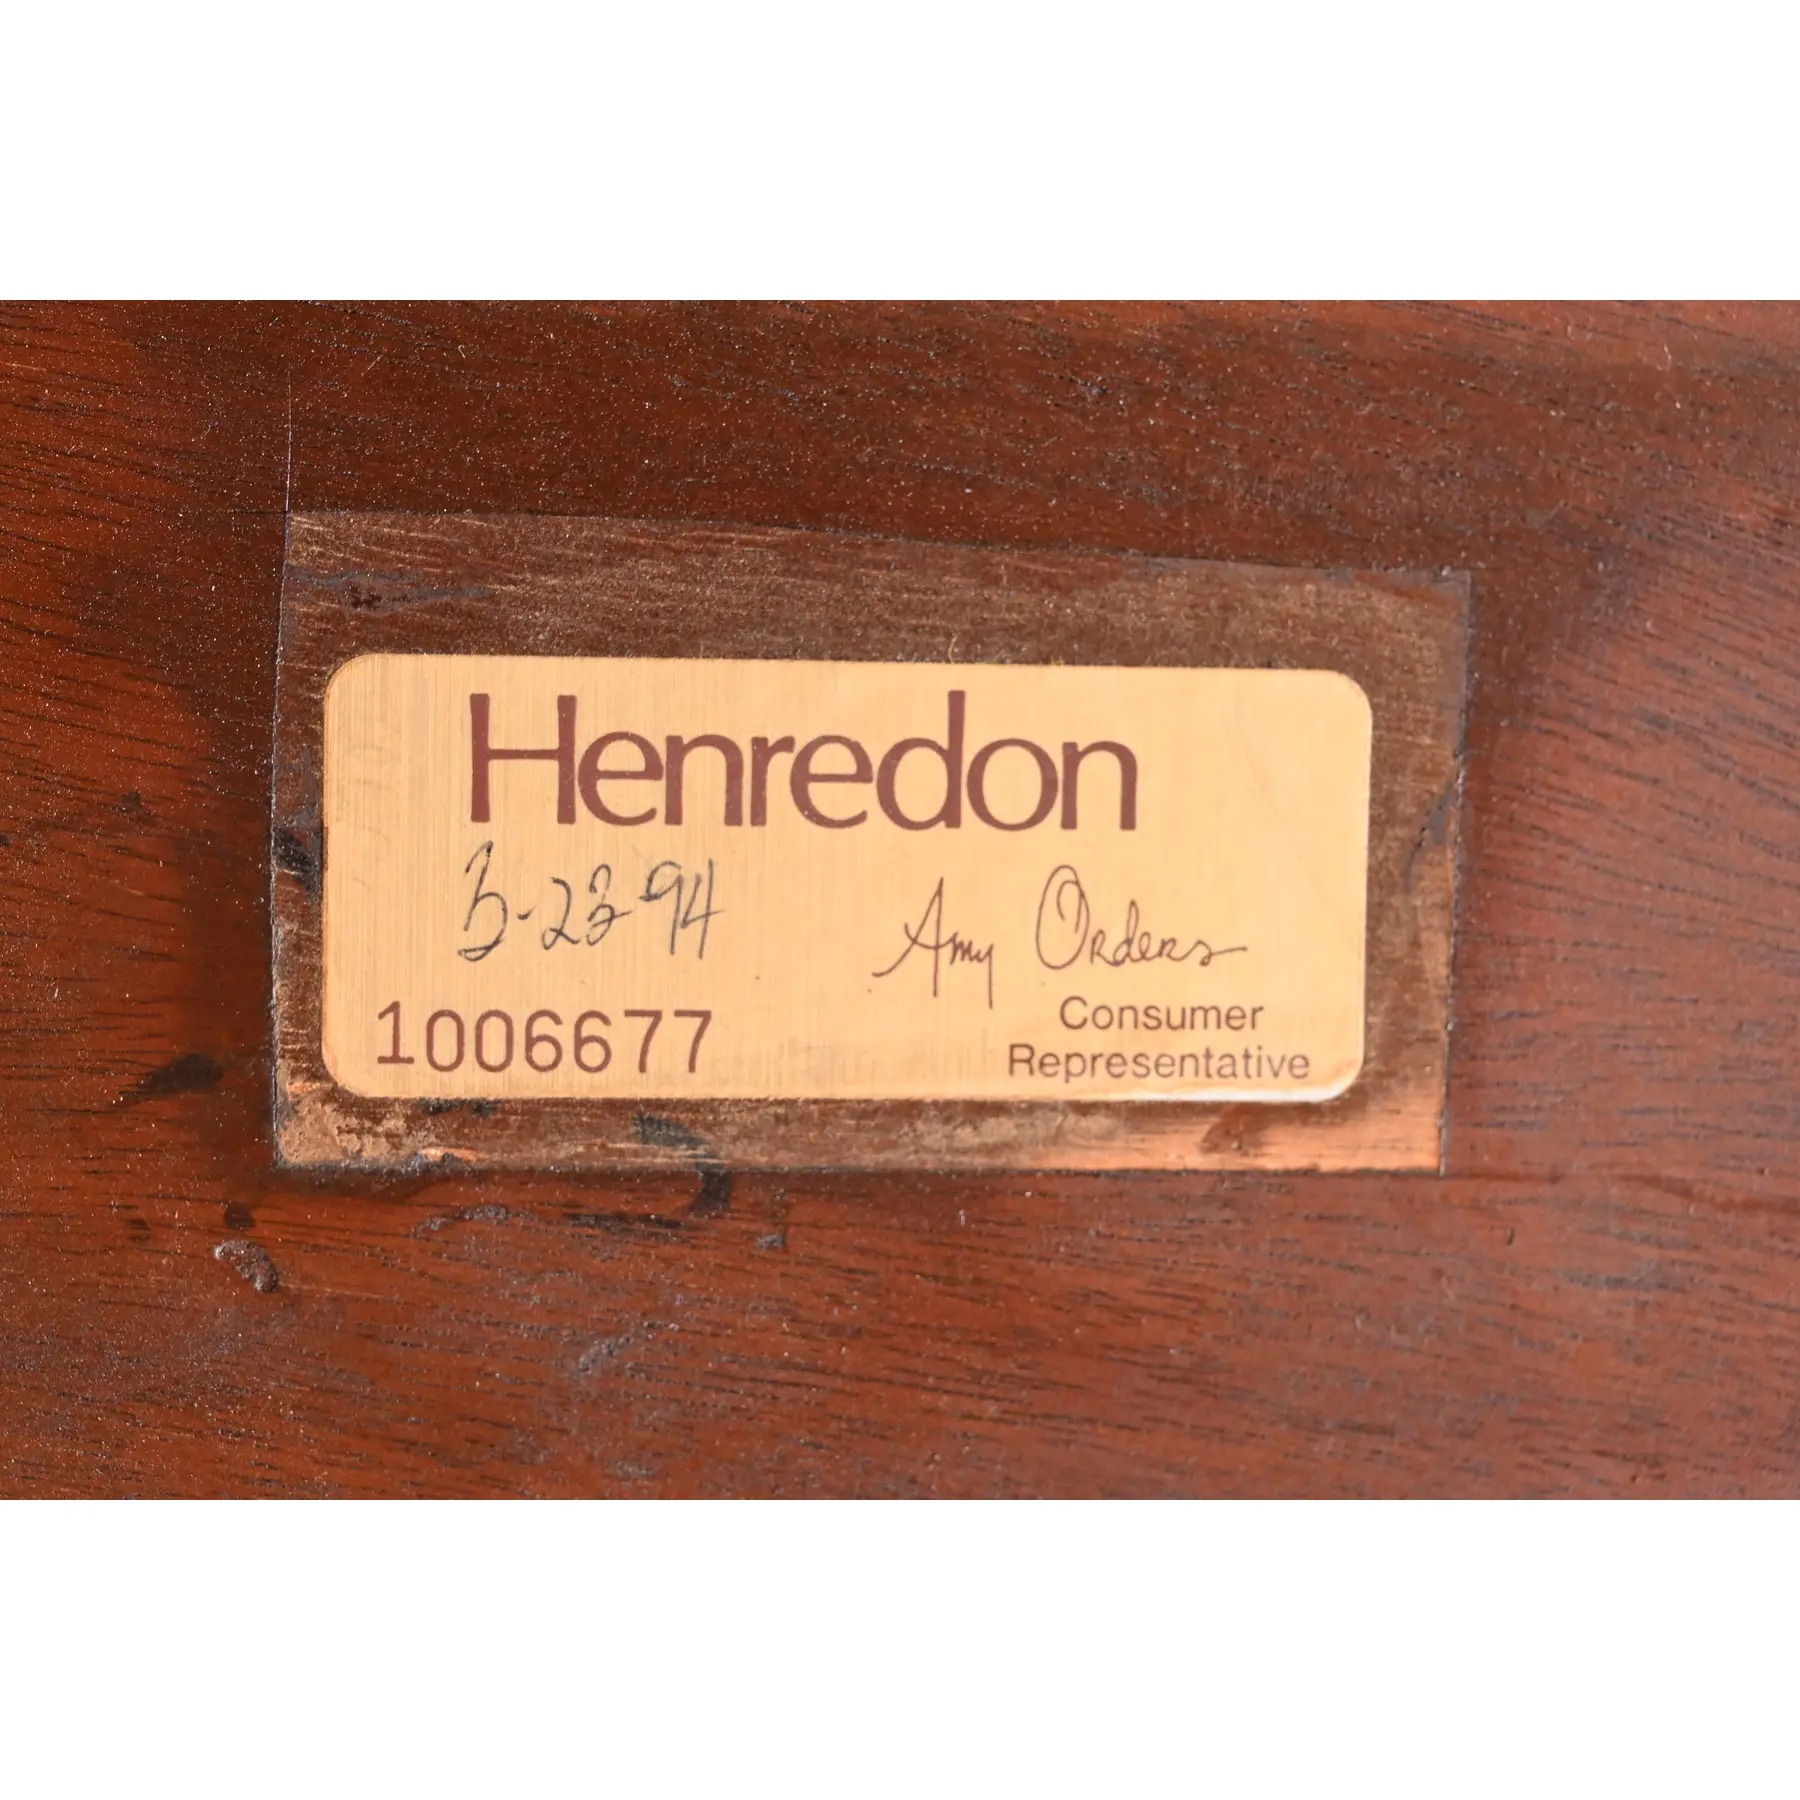 Henredon
3-23-94
Amy Orders
1006677
Consumer
Representative